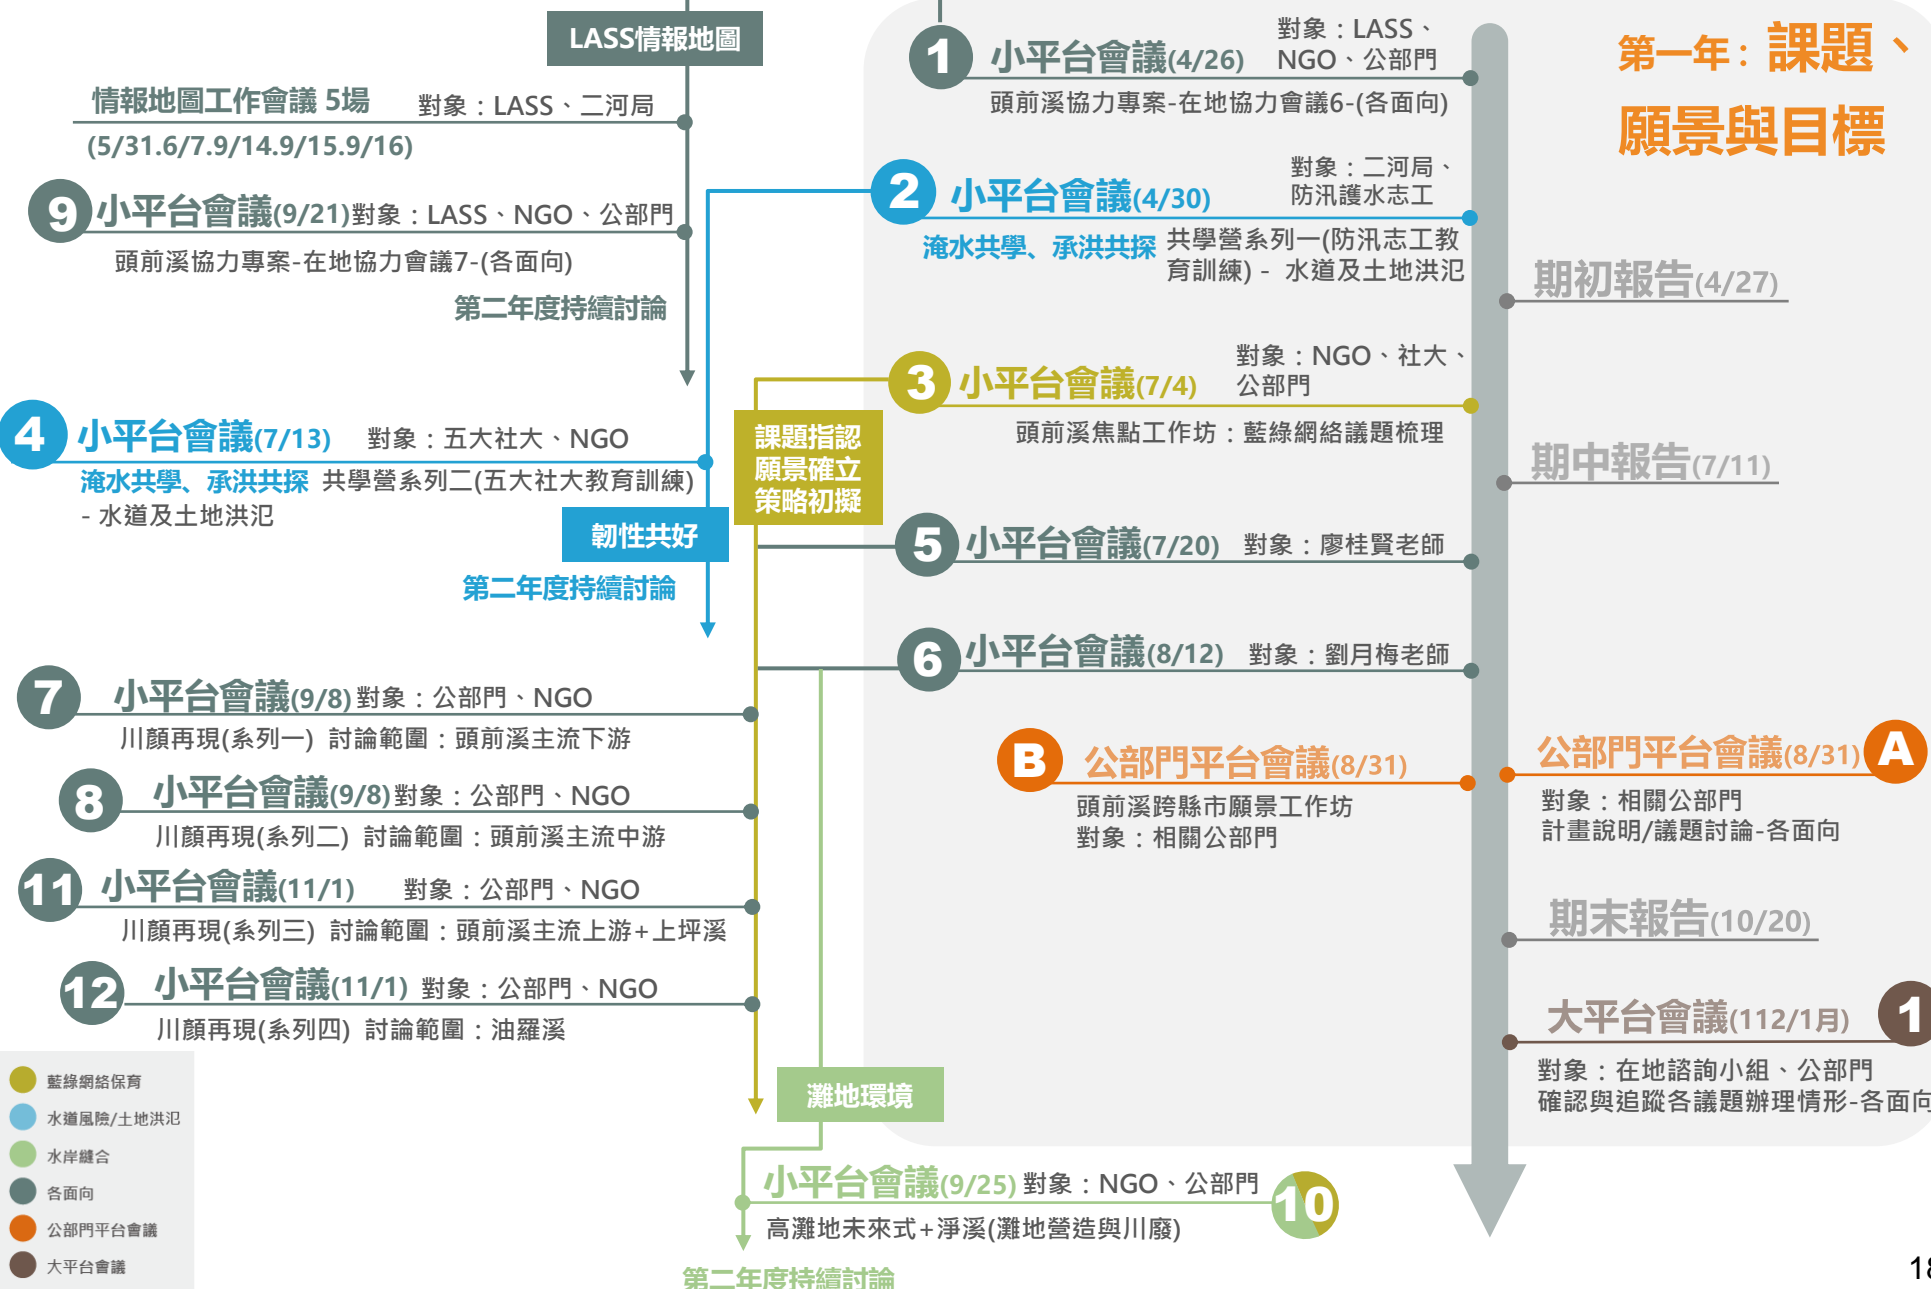 LASS情報地圖
情報地圖工作會議 5場 對象：LASS、二河局
(5/31.6/7.9/14.9/15.9/16)
9 小平台會議(9/21)對象：LASS、NGO、公部門
頭前溪協力專案-在地協力會議7-(各面向)
第二年度持續討論
4 小平台會議(7/13) 對象：五大社大、NGO
淹水共學、承洪共探 共學營系列二(五大社大教育訓練)
- 水道及土地洪氾
韌性共好
第二年度持續討論
課題指認
願景確立
策略初擬
7 小平台會議(9/8)對象：公部門、NGO
川顏再現(系列一) 討論範圍：頭前溪主流下游
8 小平台會議(9/8)對象：公部門、NGO
川顏再現(系列二) 討論範圍：頭前溪主流中游
11 小平台會議(11/1) 對象：公部門、NGO
川顏再現(系列三) 討論範圍：頭前溪主流上游+上坪溪
12 小平台會議(11/1) 對象：公部門、NGO
川顏再現(系列四) 討論範圍：油羅溪
1 小平台會議(4/26)
對象：LASS、
NGO、公部門
頭前溪協力專案-在地協力會議6-(各面向)
2 小平台會議(4/30)
對象：二河局、
防汛護水志工
淹水共學、承洪共探 共學營系列一(防汛志工教
育訓練) - 水道及土地洪氾
3 小平台會議(7/4)
對象：NGO、社大、
公部門
頭前溪焦點工作坊：藍綠網絡議題梳理
5 小平台會議(7/20) 對象：廖桂賢老師
6 小平台會議(8/12) 對象：劉月梅老師
B 公部門平台會議(8/31)
頭前溪跨縣市願景工作坊
對象：相關公部門
第一年：課題、
願景與目標
期初報告(4/27)
期中報告(7/11)
公部門平台會議(8/31) A
對象：相關公部門
計畫說明/議題討論-各面向
期末報告(10/20)
大平台會議(112/1月) 1
對象：在地諮詢小組、公部門
確認與追蹤各議題辦理情形-各面向
灘地環境
小平台會議(9/25) 對象：NGO、公部門 10
高灘地未來式+淨溪(灘地營造與川廢)
第二年度持續討論
藍綠網絡保育
水道風險/土地洪氾
水岸縫合
各面向
公部門平台會議
大平台會議
18